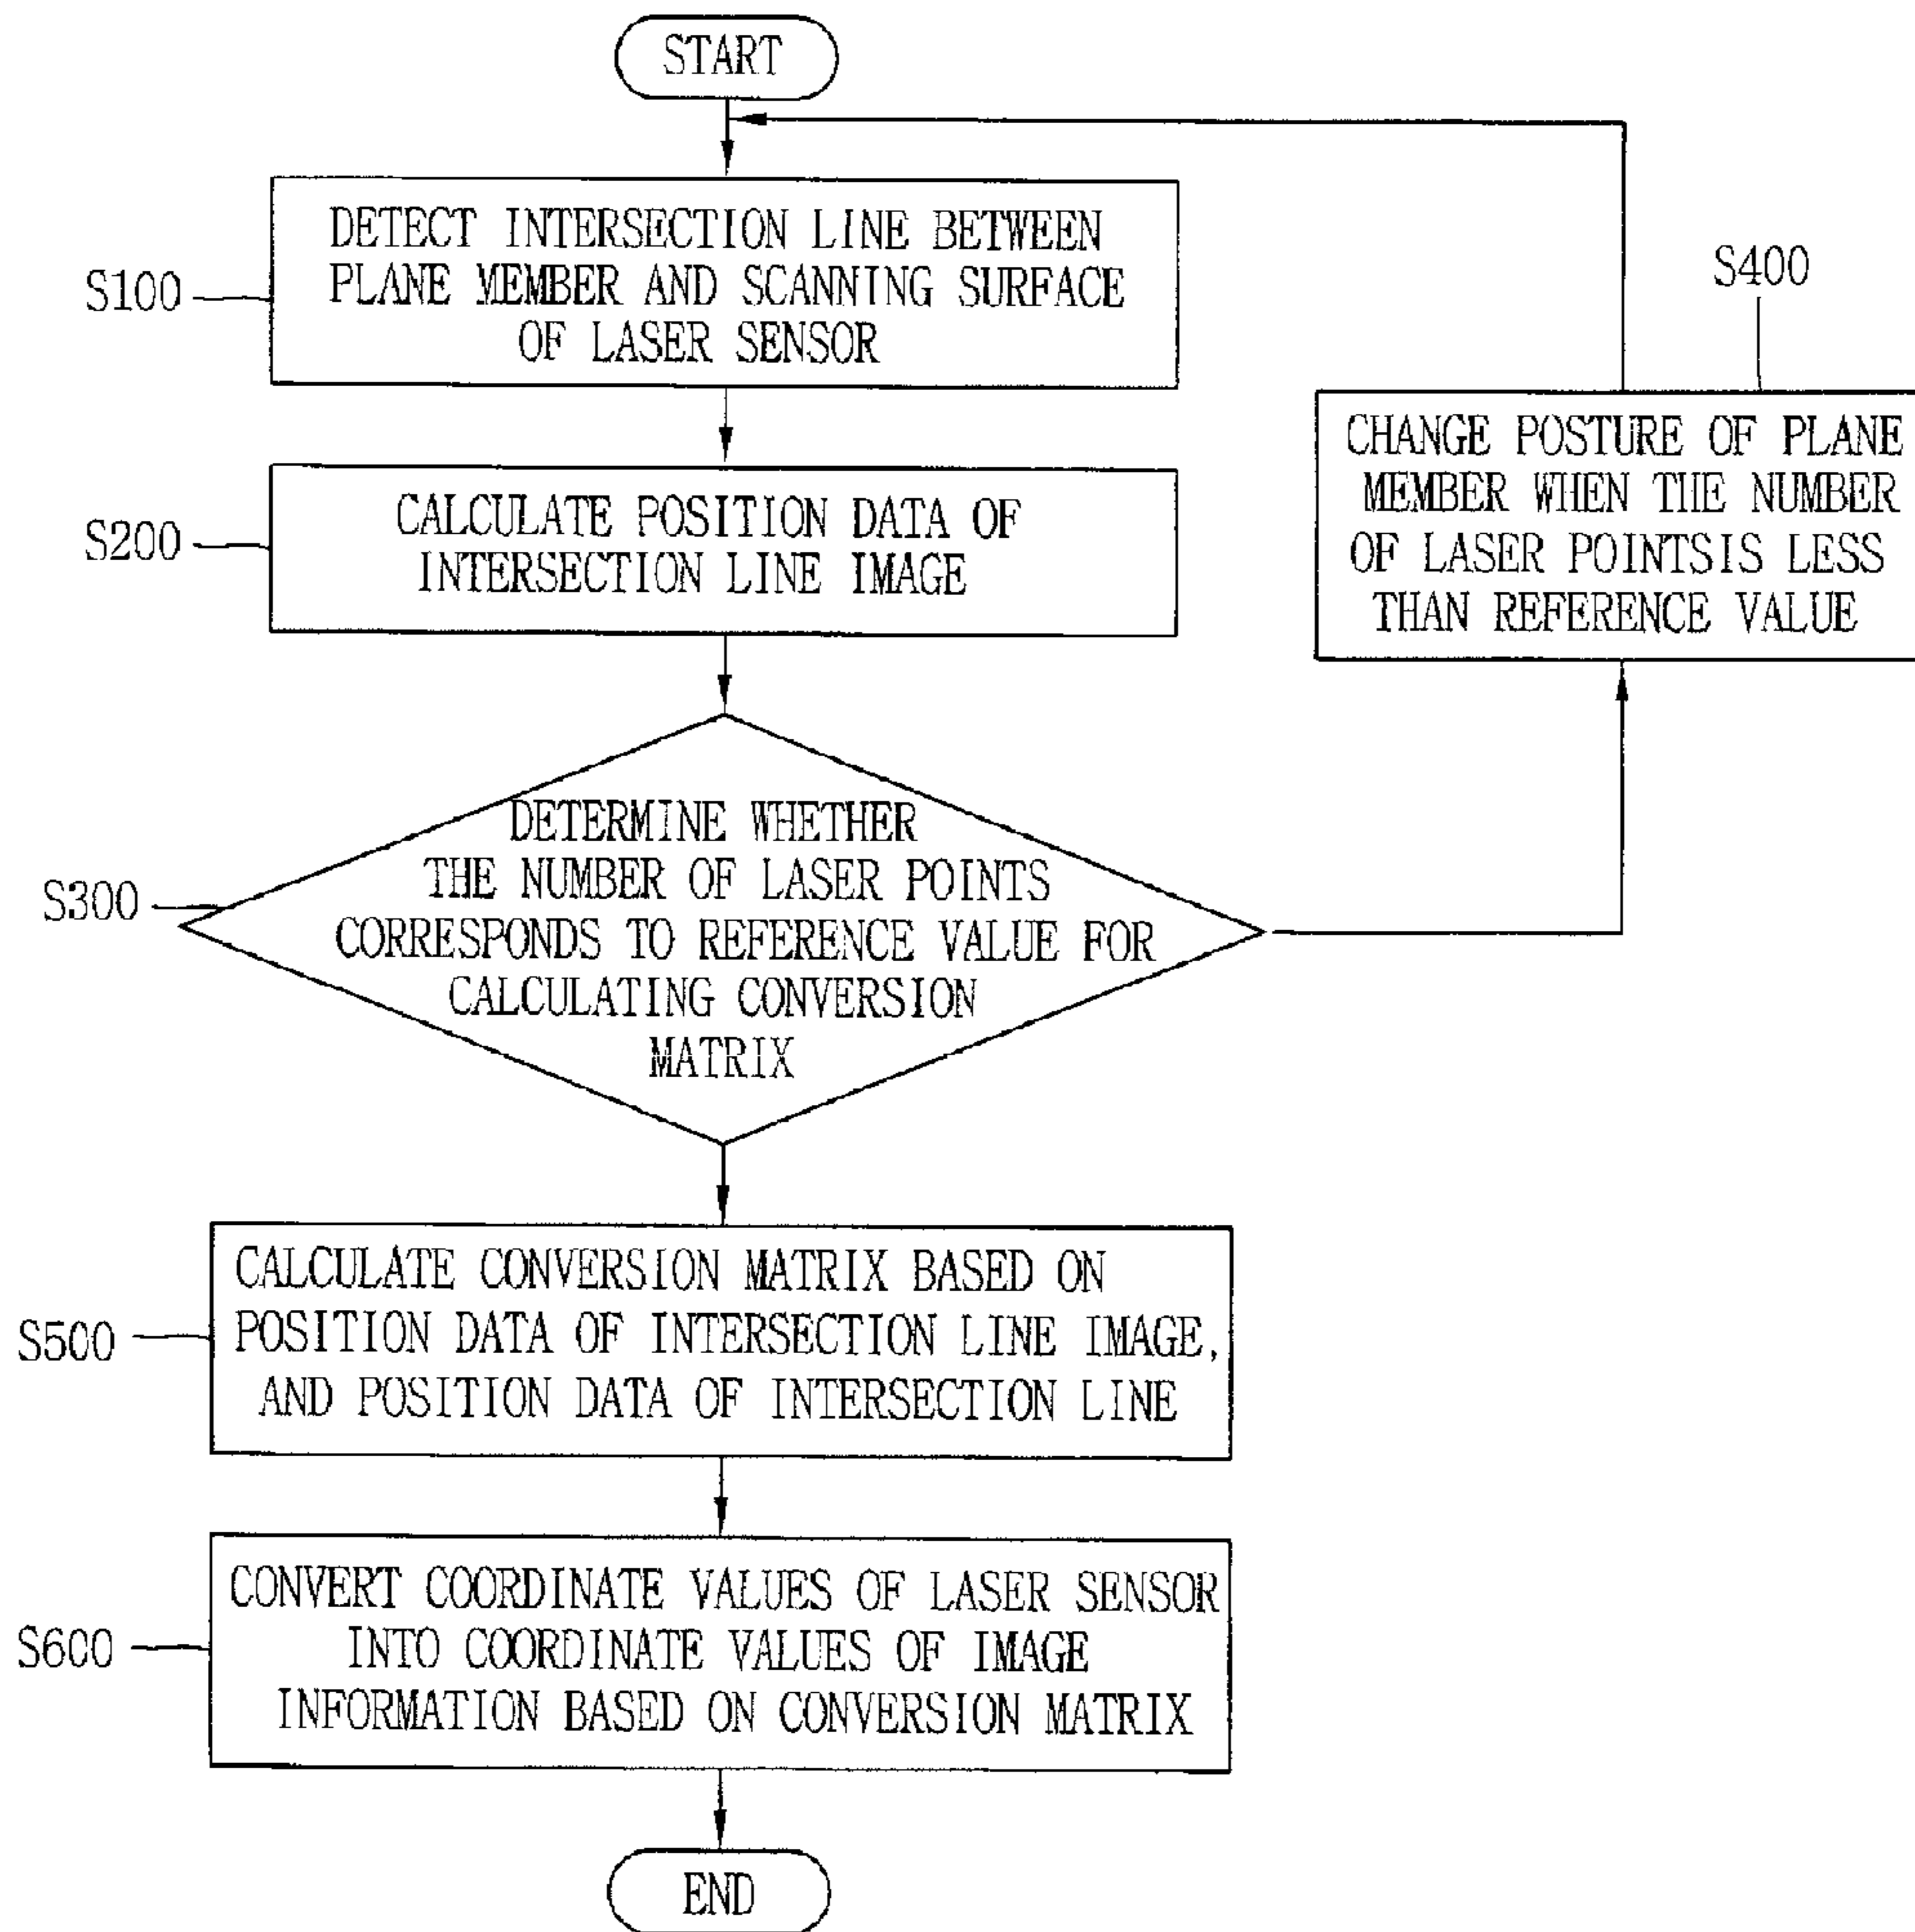 START
DETECT INTERSECTION LINE BETWEEN
PLANE MEMBER AND SCANNING SURFACE
OF LASER SENSOR
S100
CALCULATE POSITION DATA OF
INTERSECTION LINE IMAGE
S200
DETERMINE WHETHER
THE NUMBER OF LASER POINTS
CORRESPONDS TO REFERENCE VALUE FOR
CALCULATING CONVERSION
MATRIX
S300
S400
CHANGE POSTURE OF PLANE
MEMBER WHEN THE NUMBER
OF LASER POINTSIS LESS
THAN REFERENCE VALUE
CALCULATE CONVERSION MATRIX BASED ON
POSITION DATA OF INTERSECTION LINE IMAGE,
AND POSITION DATA OF INTERSECTION LINE
S500
CONVERT COORDINATE VALUES OF LASER SENSOR
INTO COORDINATE VALUES OF IMAGE
INFORMATION BASED ON CONVERSION MATRIX
S600
END